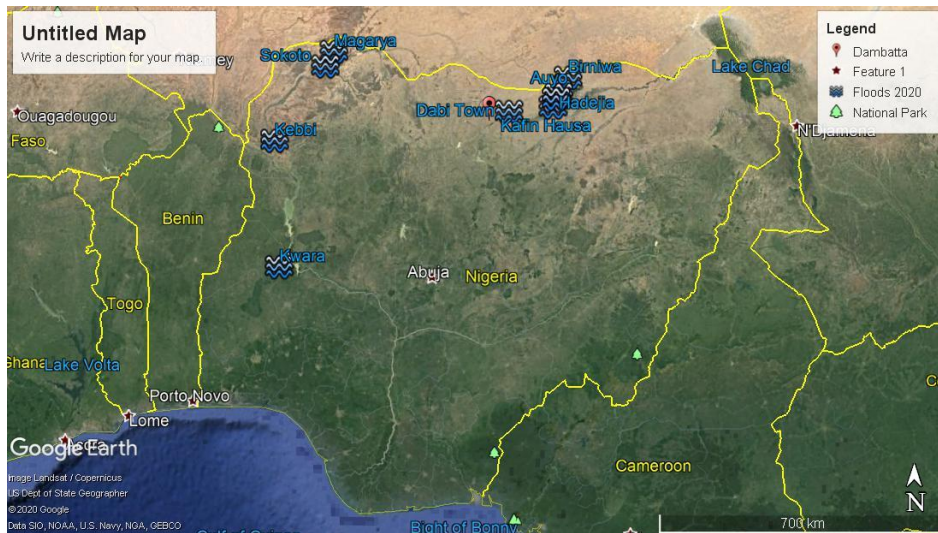 Untitled Map
Write a description for your map.
Legend
Dambatta
Feature 1
Floods 2020
National Park
Magarya
Sokoto
Birniwa
Auyo
Hadejia
Dabi Town
Kafin Hausa
Lake Chad
N'Djamena
Ouagadougou
Faso
Kebbi
Benin
Kwara
Abuja
Nigeria
Togo
Ghana
Lake Volta
Porto Novo
Lome
Accra
Google Earth
Cameroon
Image Landsat / Copernicus
US Dept of State Geographer
© 2020 Google
Data SIO, NOAA, U.S. Navy, NGA, GEBCO
Bight of Bonny
N
700 km